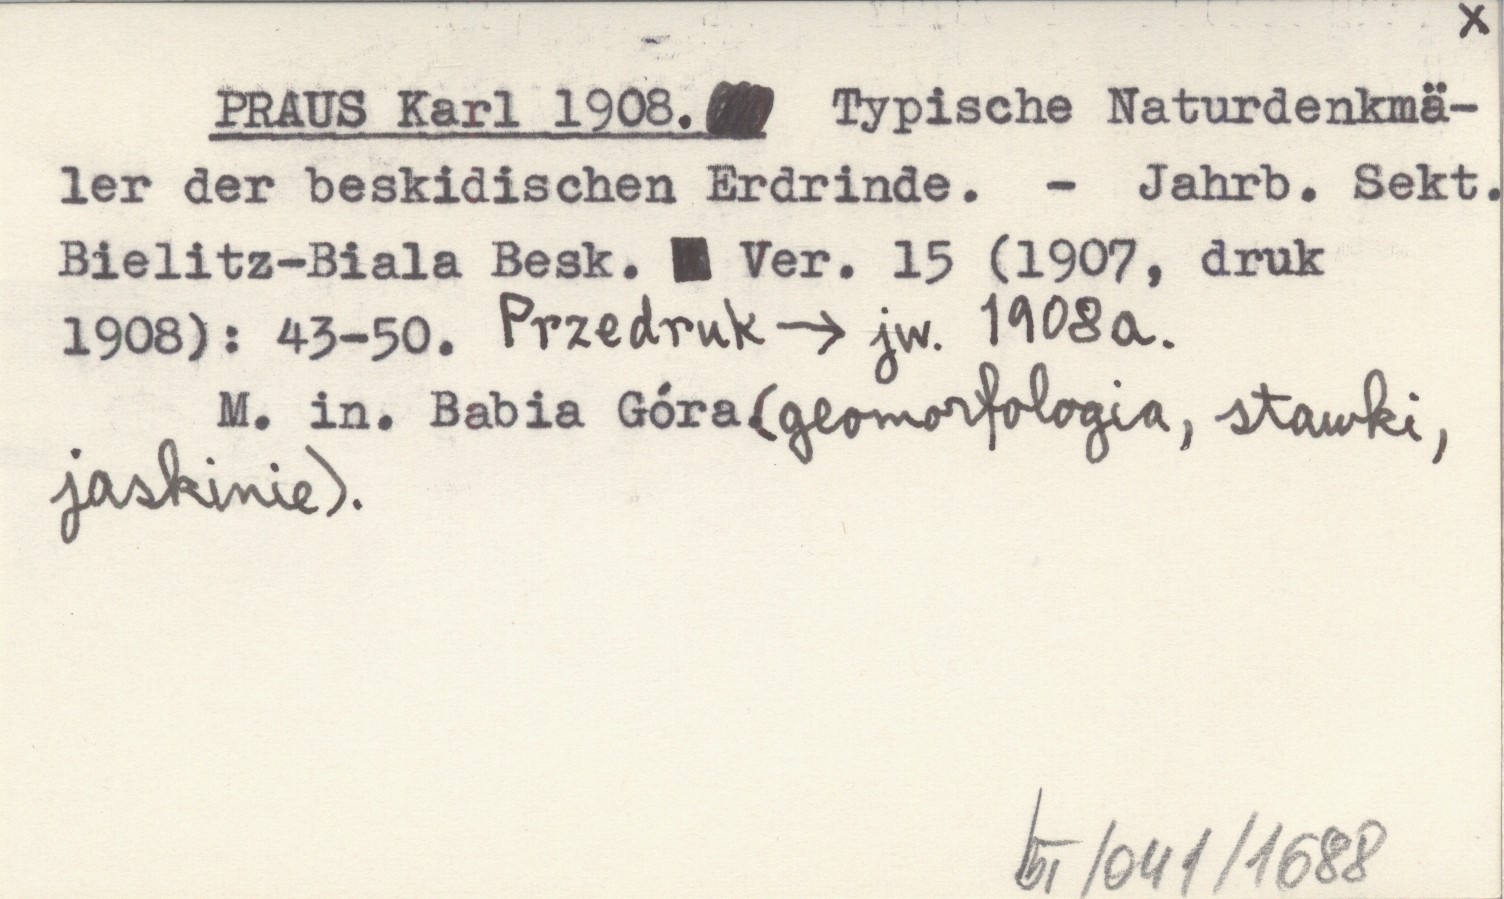 x
PRAUS Karl 1908. Typische Naturdenkmä-
ler der beskidischen Erdrinde. - Jahrb. Sekt.
Bielitz-Biala Besk. Ver. 15 (1907, druk
1908): 43-50. Przedruk → jw. 1908a.
M. in. Babia Góra (geomorfologia, stawki,
jaskinie).
/041/1688